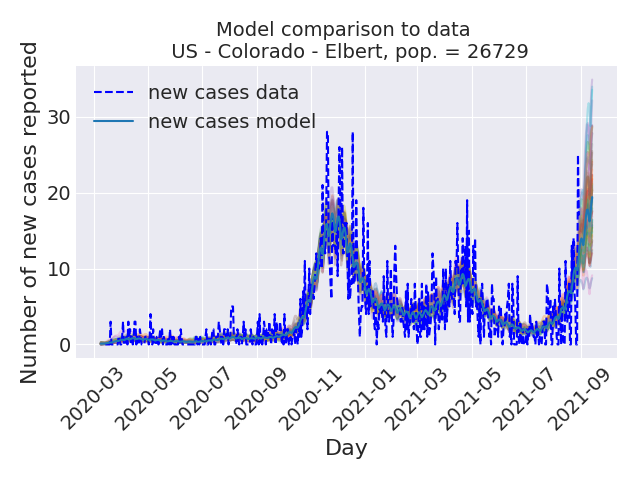 Model comparison to data
US - Colorado - Elbert, pop. = 26729
Number of new cases reported
30
20
10
0
new cases data
new cases model
2020-03
2020-05
2020-07
2020-09
2020-11
2021-01
2021-03
2021-05
2021-07
2021-09
Day